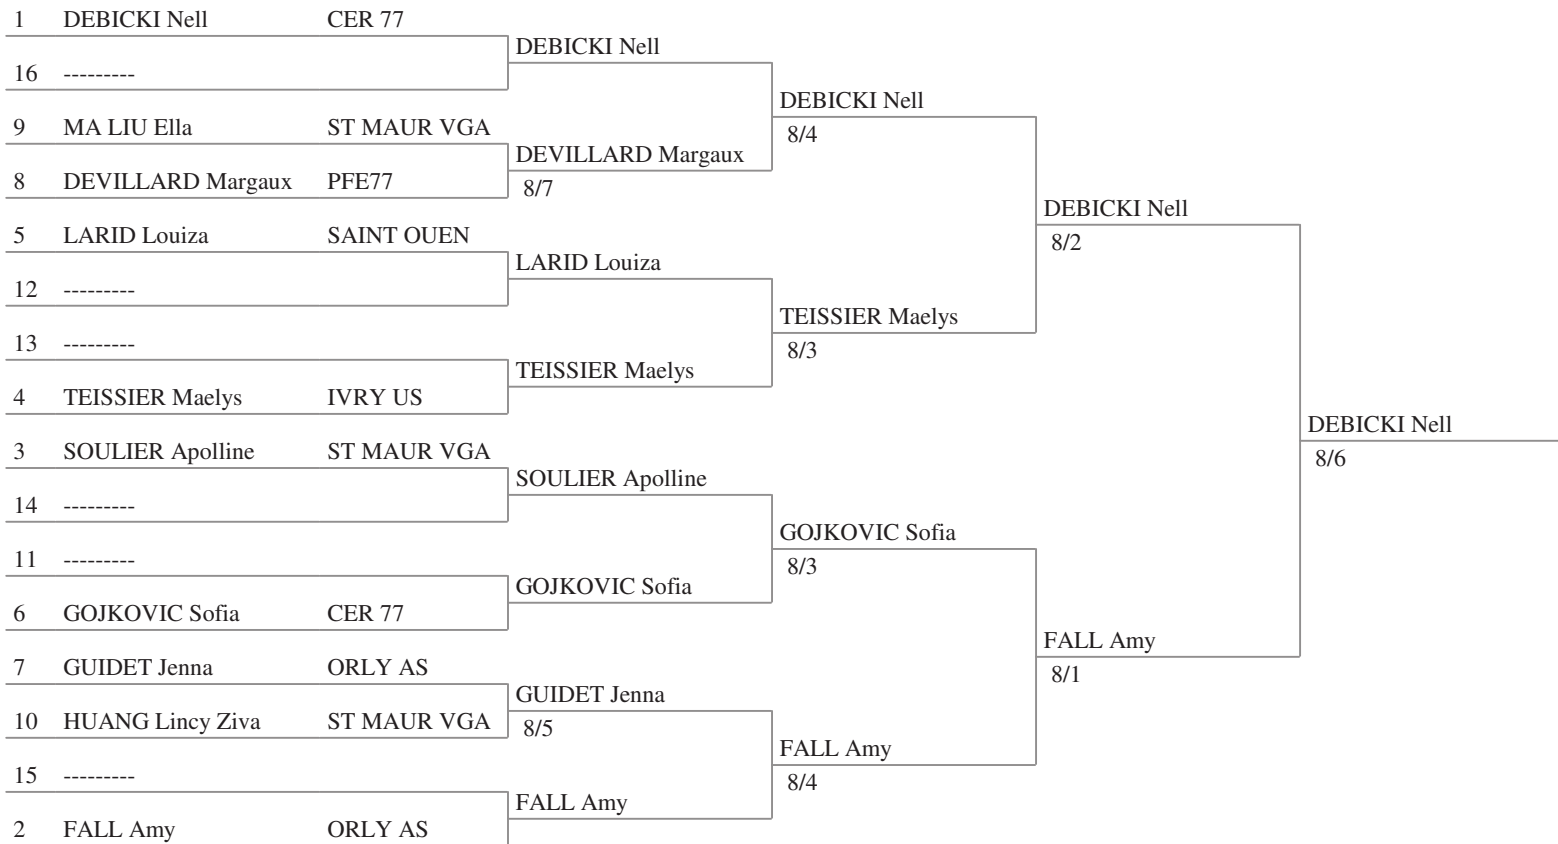 1 DEBICKI Nell CER 77
16 ---------
9 MA LIU Ella ST MAUR VGA
8 DEVILLARD Margaux PFE77
5 LARID Louiza SAINT OUEN
12 ---------
13 ---------
4 TEISSIER Maelys IVRY US
3 SOULIER Apolline ST MAUR VGA
14 ---------
11 ---------
6 GOJKOVIC Sofia CER 77
7 GUIDET Jenna ORLY AS
10 HUANG Lincy Ziva ST MAUR VGA
15 ---------
2 FALL Amy ORLY AS
DEBICKI Nell
DEVILLARD Margaux
8/7
LARID Louiza
TEISSIER Maelys
SOULIER Apolline
GOJKOVIC Sofia
GUIDET Jenna
8/5
FALL Amy
DEBICKI Nell
8/4
TEISSIER Maelys
8/3
GOJKOVIC Sofia
8/3
FALL Amy
8/4
DEBICKI Nell
8/2
FALL Amy
8/1
DEBICKI Nell
8/6